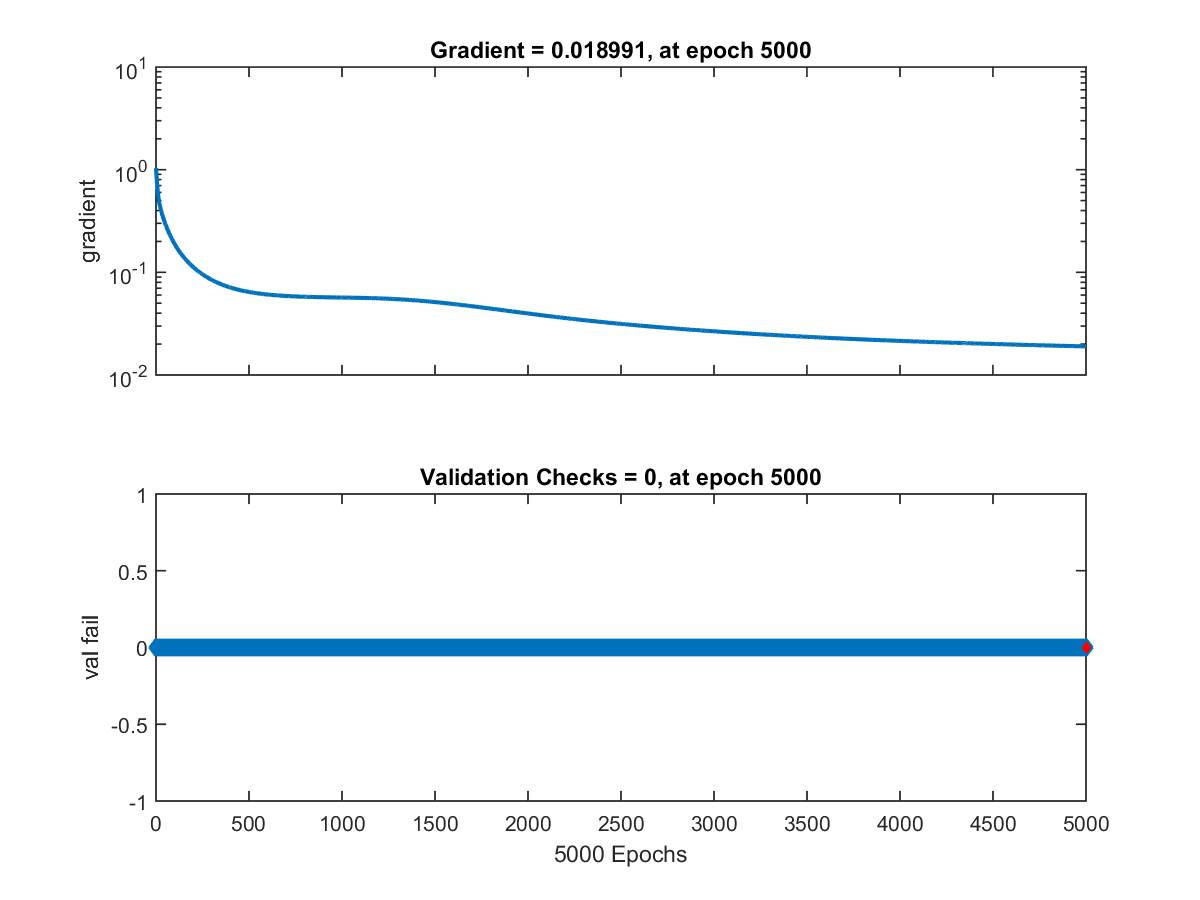 Gradient = 0.018991, at epoch 5000
10^1
10^0
10^-1
10^-2
gradient
Validation Checks = 0, at epoch 5000
1
0.5
0
-0.5
-1
val fail
0 500 1000 1500 2000 2500 3000 3500 4000 4500 5000
5000 Epochs